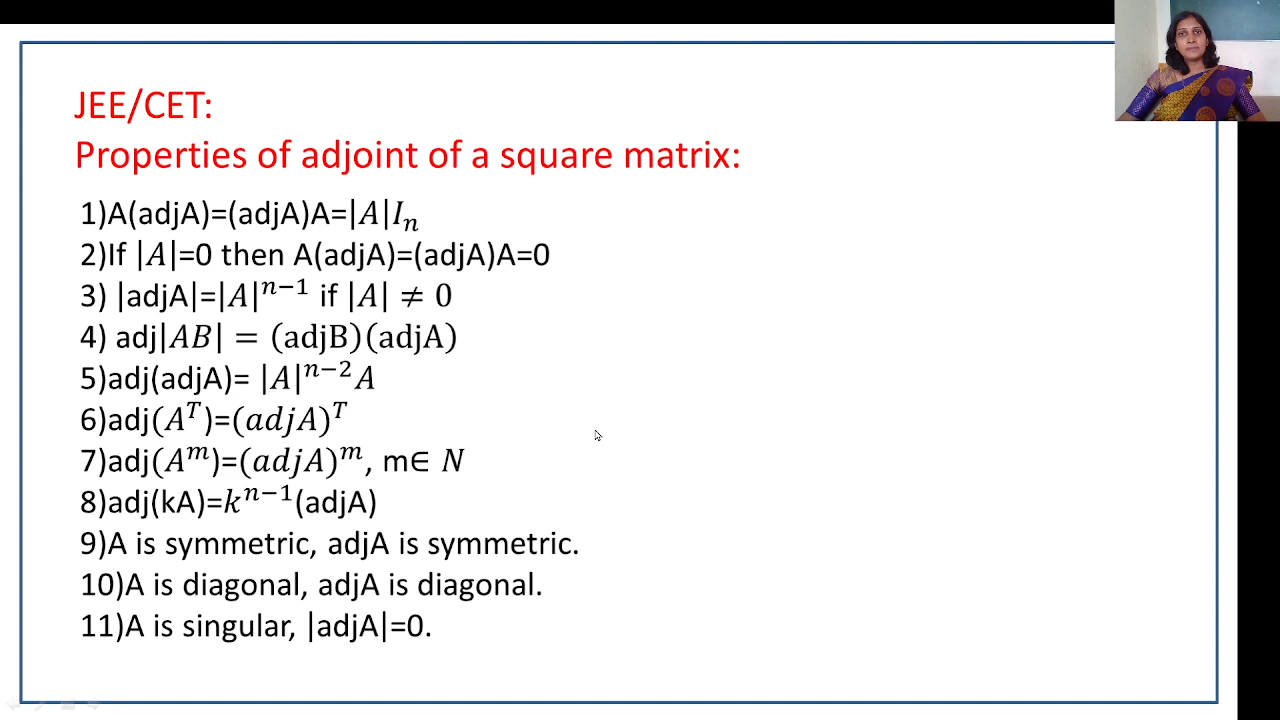 JEE/CET:
Properties of adjoint of a square matrix:
1)A(adjA)=(adjA)A=|A|Iₙ
2)If |A|=0 then A(adjA)=(adjA)A=0
3) |adjA|=|A|ⁿ⁻¹ if |A| ≠ 0
4) adj|AB| = (adjB)(adjA)
5)adj(adjA)= |A|ⁿ⁻²A
6)adj(Aᵀ)=(adjA)ᵀ
7)adj(Aᵐ)=(adjA)ᵐ, m∈ N
8)adj(kA)=kⁿ⁻¹(adjA)
9)A is symmetric, adjA is symmetric.
10)A is diagonal, adjA is diagonal.
11)A is singular, |adjA|=0.